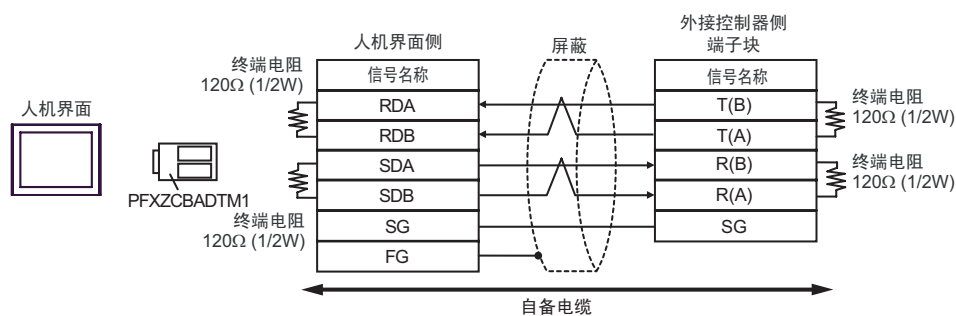 人机界面
PFXZCBADTM1
人机界面侧
信号名称
RDA
RDB
SDA
SDB
SG
FG
终端电阻
120Ω (1/2W)
终端电阻
120Ω (1/2W)
屏蔽
外接控制器侧
端子块
信号名称
T(B)
T(A)
R(B)
R(A)
SG
终端电阻
120Ω (1/2W)
终端电阻
120Ω (1/2W)
自备电缆